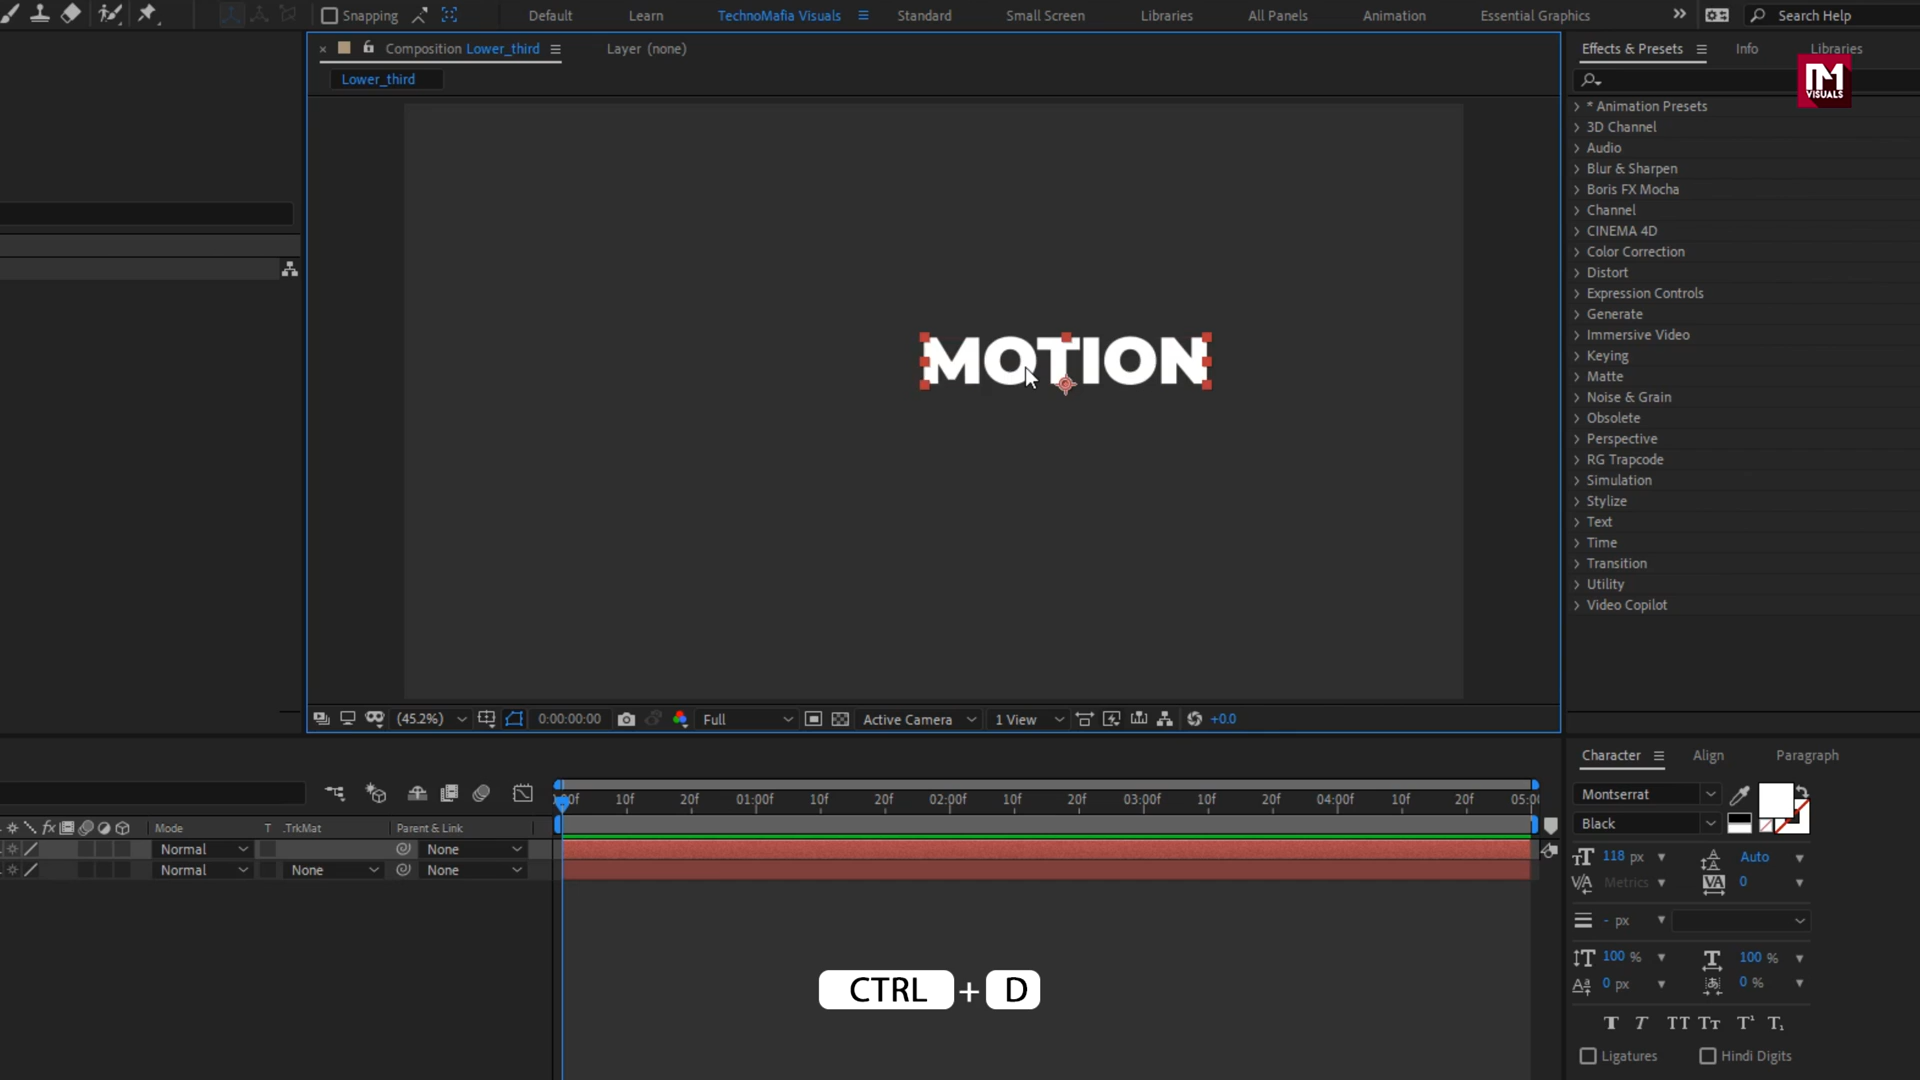 Snapping
Default
Learn
TechnoMafia Visuals
Standard
Small Screen
Libraries
All Panels
Animation
Essential Graphics
Search Help
Composition Lower_third
Layer (none)
Lower_third
Effects & Presets
Info
Libraries
VISUALS
* Animation Presets
3D Channel
Audio
Blur & Sharpen
Boris FX Mocha
Channel
CINEMA 4D
Color Correction
Distort
Expression Controls
Generate
Immersive Video
Keying
Matte
Noise & Grain
Obsolete
Perspective
RG Trapcode
Simulation
Stylize
Text
Time
Transition
Utility
Video Copilot
MOTION
(45.2%)
0:00:00:00
Full
Active Camera
1 View
+0.0
10f 20f 01:00f 10f 20f 02:00f 10f 20f 03:00f 10f 20f 04:00f 10f 20f
Mode T .TrkMat Parent & Link
Normal None
Normal None None
CTRL + D
Character
Align
Paragraph
Montserrat
Black
118 px Auto
Metrics 0
- px
100 % 100 %
0 px 0 %
Ligatures
Hindi Digits